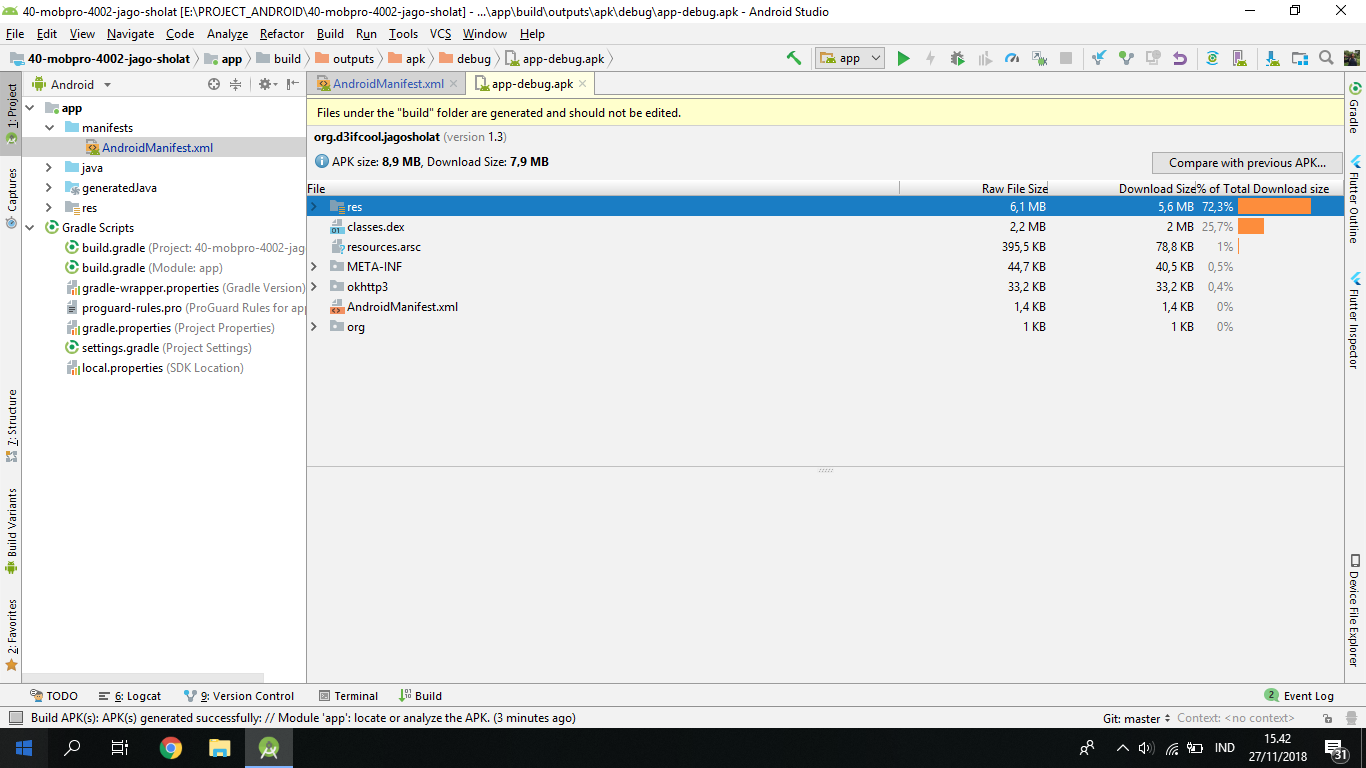 40-mobpro-4002-jago-sholat [E:\PROJECT_ANDROID\40-mobpro-4002-jago-sholat] - ...\app\build\outputs\apk\debug\app-debug.apk - Android Studio
File Edit View Navigate Code Analyze Refactor Build Run Tools VCS Window Help
40-mobpro-4002-jago-sholat app build outputs apk debug app-debug.apk app
1: Project
Captures
7: Structure
Build Variants
2: Favorites
Android
app
manifests
AndroidManifest.xml
java
generatedJava
res
Gradle Scripts
build.gradle (Project: 40-mobpro-4002-jag
build.gradle (Module: app)
gradle-wrapper.properties (Gradle Version)
proguard-rules.pro (ProGuard Rules for app
gradle.properties (Project Properties)
settings.gradle (Project Settings)
local.properties (SDK Location)
AndroidManifest.xml app-debug.apk
Files under the "build" folder are generated and should not be edited.
org.d3ifcool.jagosholat (version 1.3)
APK size: 8,9 MB, Download Size: 7,9 MB
Compare with previous APK...
File Raw File Size Download Size % of Total Download size
res 6,1 MB 5,6 MB 72,3%
classes.dex 2,2 MB 2 MB 25,7%
resources.arsc 395,5 KB 78,8 KB 1%
META-INF 44,7 KB 40,5 KB 0,5%
okhttp3 33,2 KB 33,2 KB 0,4%
AndroidManifest.xml 1,4 KB 1,4 KB 0%
org 1 KB 1 KB 0%
Gradle
Flutter Outline
Flutter Inspector
Device File Explorer
TODO 6: Logcat 9: Version Control Terminal Build 2 Event Log
Build APK(s): APK(s) generated successfully: // Module 'app': locate or analyze the APK. (3 minutes ago) Git: master Context: <no context>
IND 15.42
27/11/2018 31